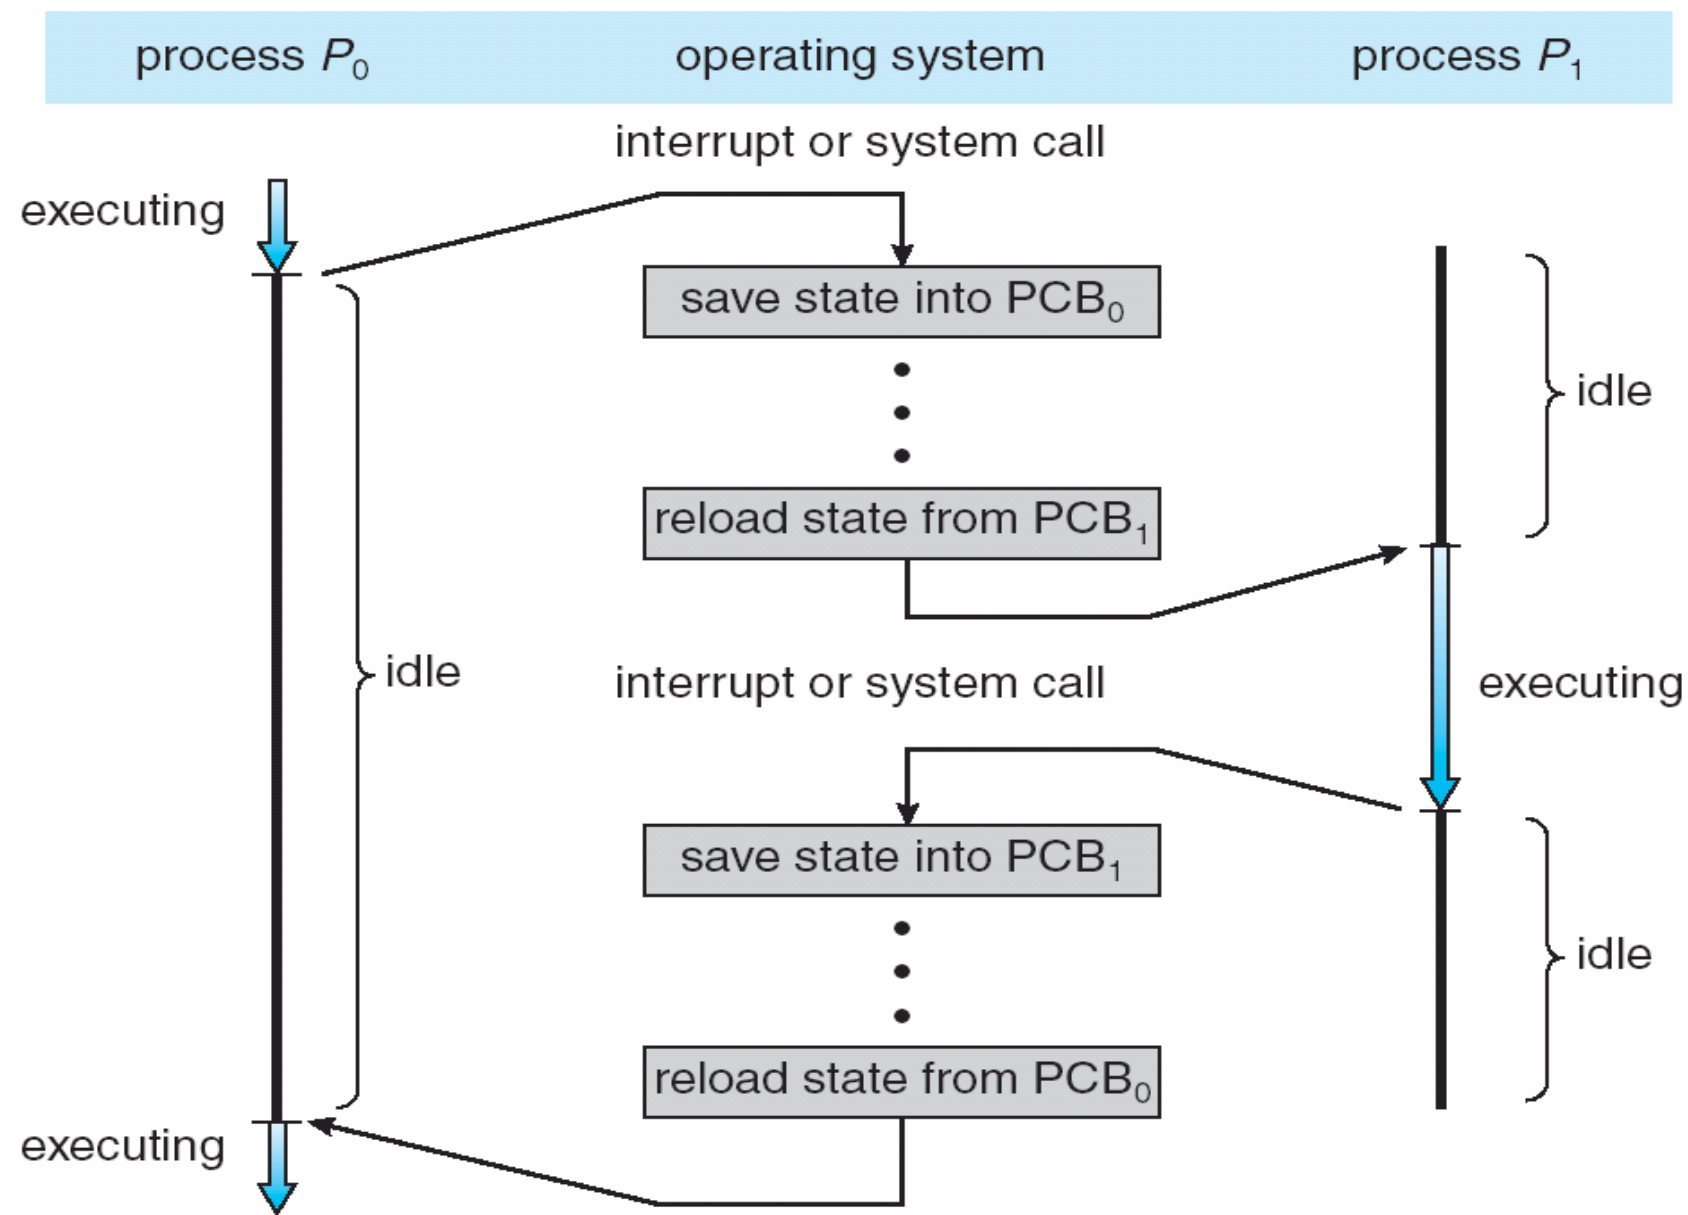 process P₀ operating system process P₁
interrupt or system call
executing
save state into PCB₀
idle
reload state from PCB₁
idle
interrupt or system call
executing
save state into PCB₁
idle
reload state from PCB₀
executing